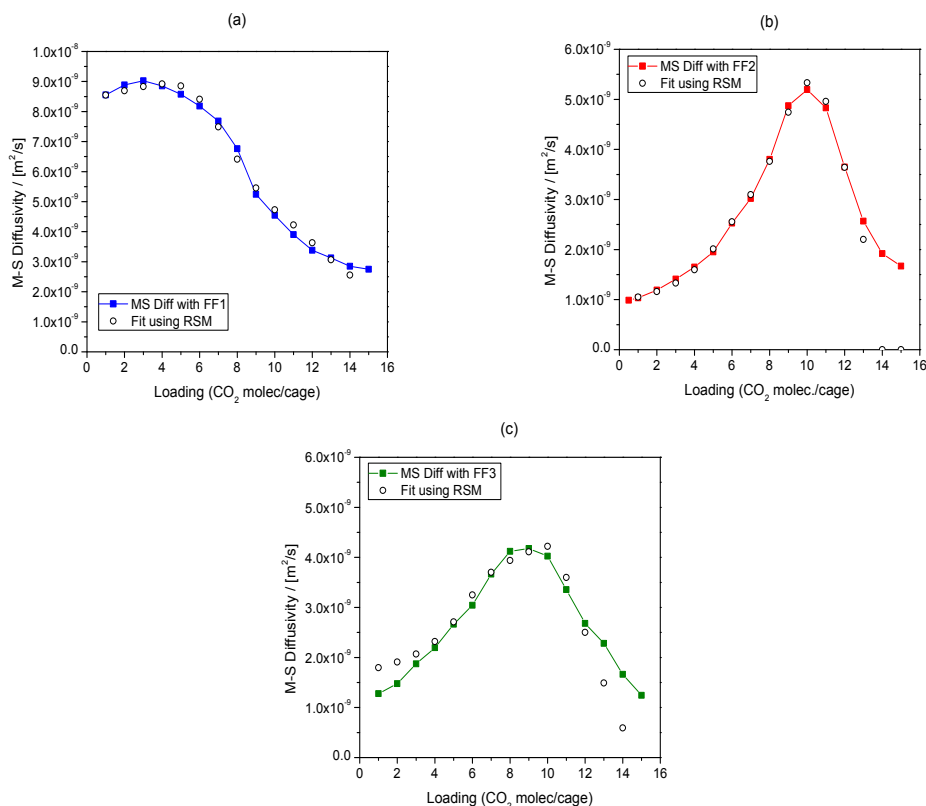 (a)
1.0x10⁻⁸
9.0x10⁻⁹
8.0x10⁻⁹
7.0x10⁻⁹
6.0x10⁻⁹
5.0x10⁻⁹
4.0x10⁻⁹
3.0x10⁻⁹
2.0x10⁻⁹
1.0x10⁻⁹
0.0
M-S Diffusivity / [m²/s]
MS Diff with FF1
Fit using RSM
0 2 4 6 8 10 12 14 16
Loading (CO₂ molec/cage)
(b)
6.0x10⁻⁹
5.0x10⁻⁹
4.0x10⁻⁹
3.0x10⁻⁹
2.0x10⁻⁹
1.0x10⁻⁹
0.0
M-S Diffusivity / [m²/s]
MS Diff with FF2
Fit using RSM
0 2 4 6 8 10 12 14 16
Loading (CO₂ molec./cage)
(c)
6.0x10⁻⁹
5.0x10⁻⁹
4.0x10⁻⁹
3.0x10⁻⁹
2.0x10⁻⁹
1.0x10⁻⁹
0.0
M-S Diffusivity / [m²/s]
MS Diff with FF3
Fit using RSM
0 2 4 6 8 10 12 14 16
Loading (CO₂ molec/cage)